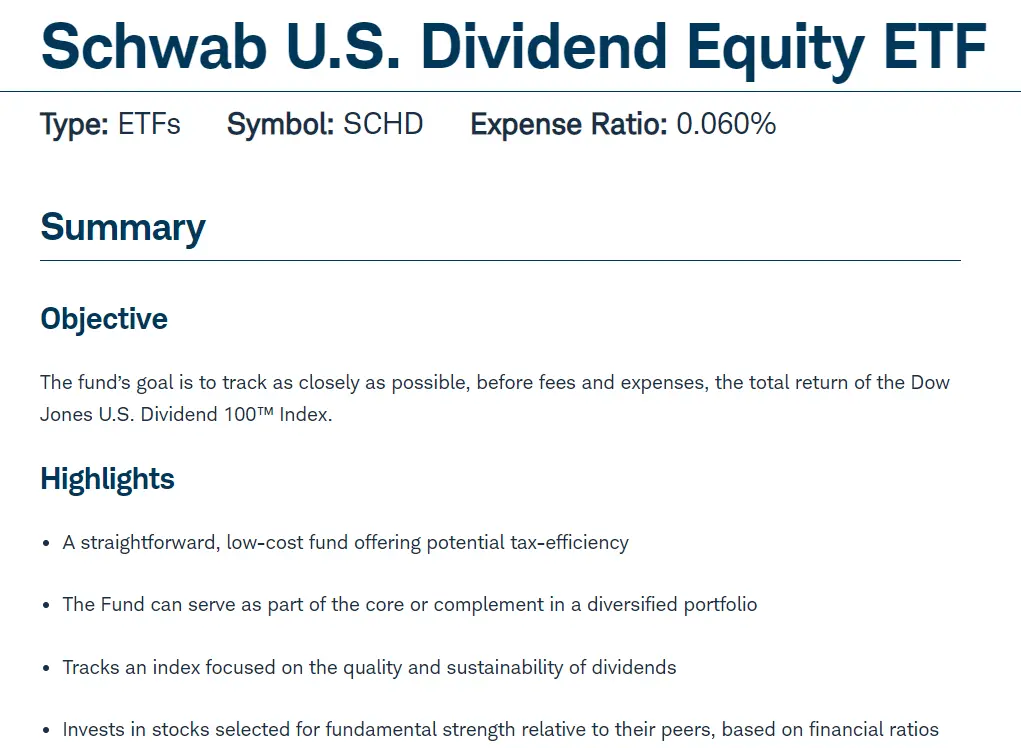 Schwab U.S. Dividend Equity ETF
Type: ETFs Symbol: SCHD Expense Ratio: 0.060%
Summary
Objective
The fund’s goal is to track as closely as possible, before fees and expenses, the total return of the Dow
Jones U.S. Dividend 100™ Index.
Highlights
• A straightforward, low-cost fund offering potential tax-efficiency
• The Fund can serve as part of the core or complement in a diversified portfolio
• Tracks an index focused on the quality and sustainability of dividends
• Invests in stocks selected for fundamental strength relative to their peers, based on financial ratios